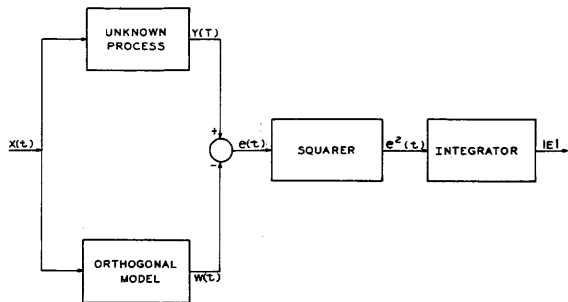 UNKNOWN
PROCESS
Y(T)
X(t)
+
-
e(t).
SQUARER
e²(t)
INTEGRATOR
|E|
ORTHOGONAL
MODEL
W(t)